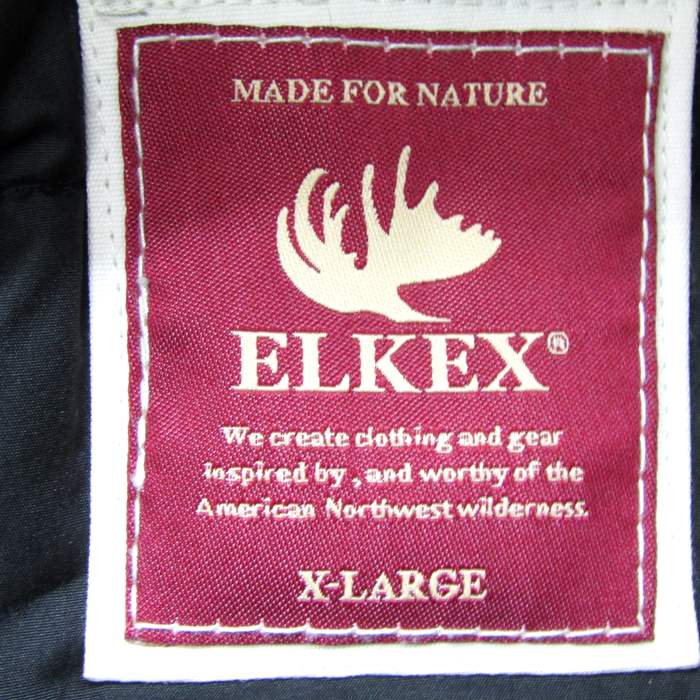 MADE FOR NATURE
ELKEX®
We create clothing and gear
inspired by , and worthy of the
American Northwest wilderness.
X-LARGE